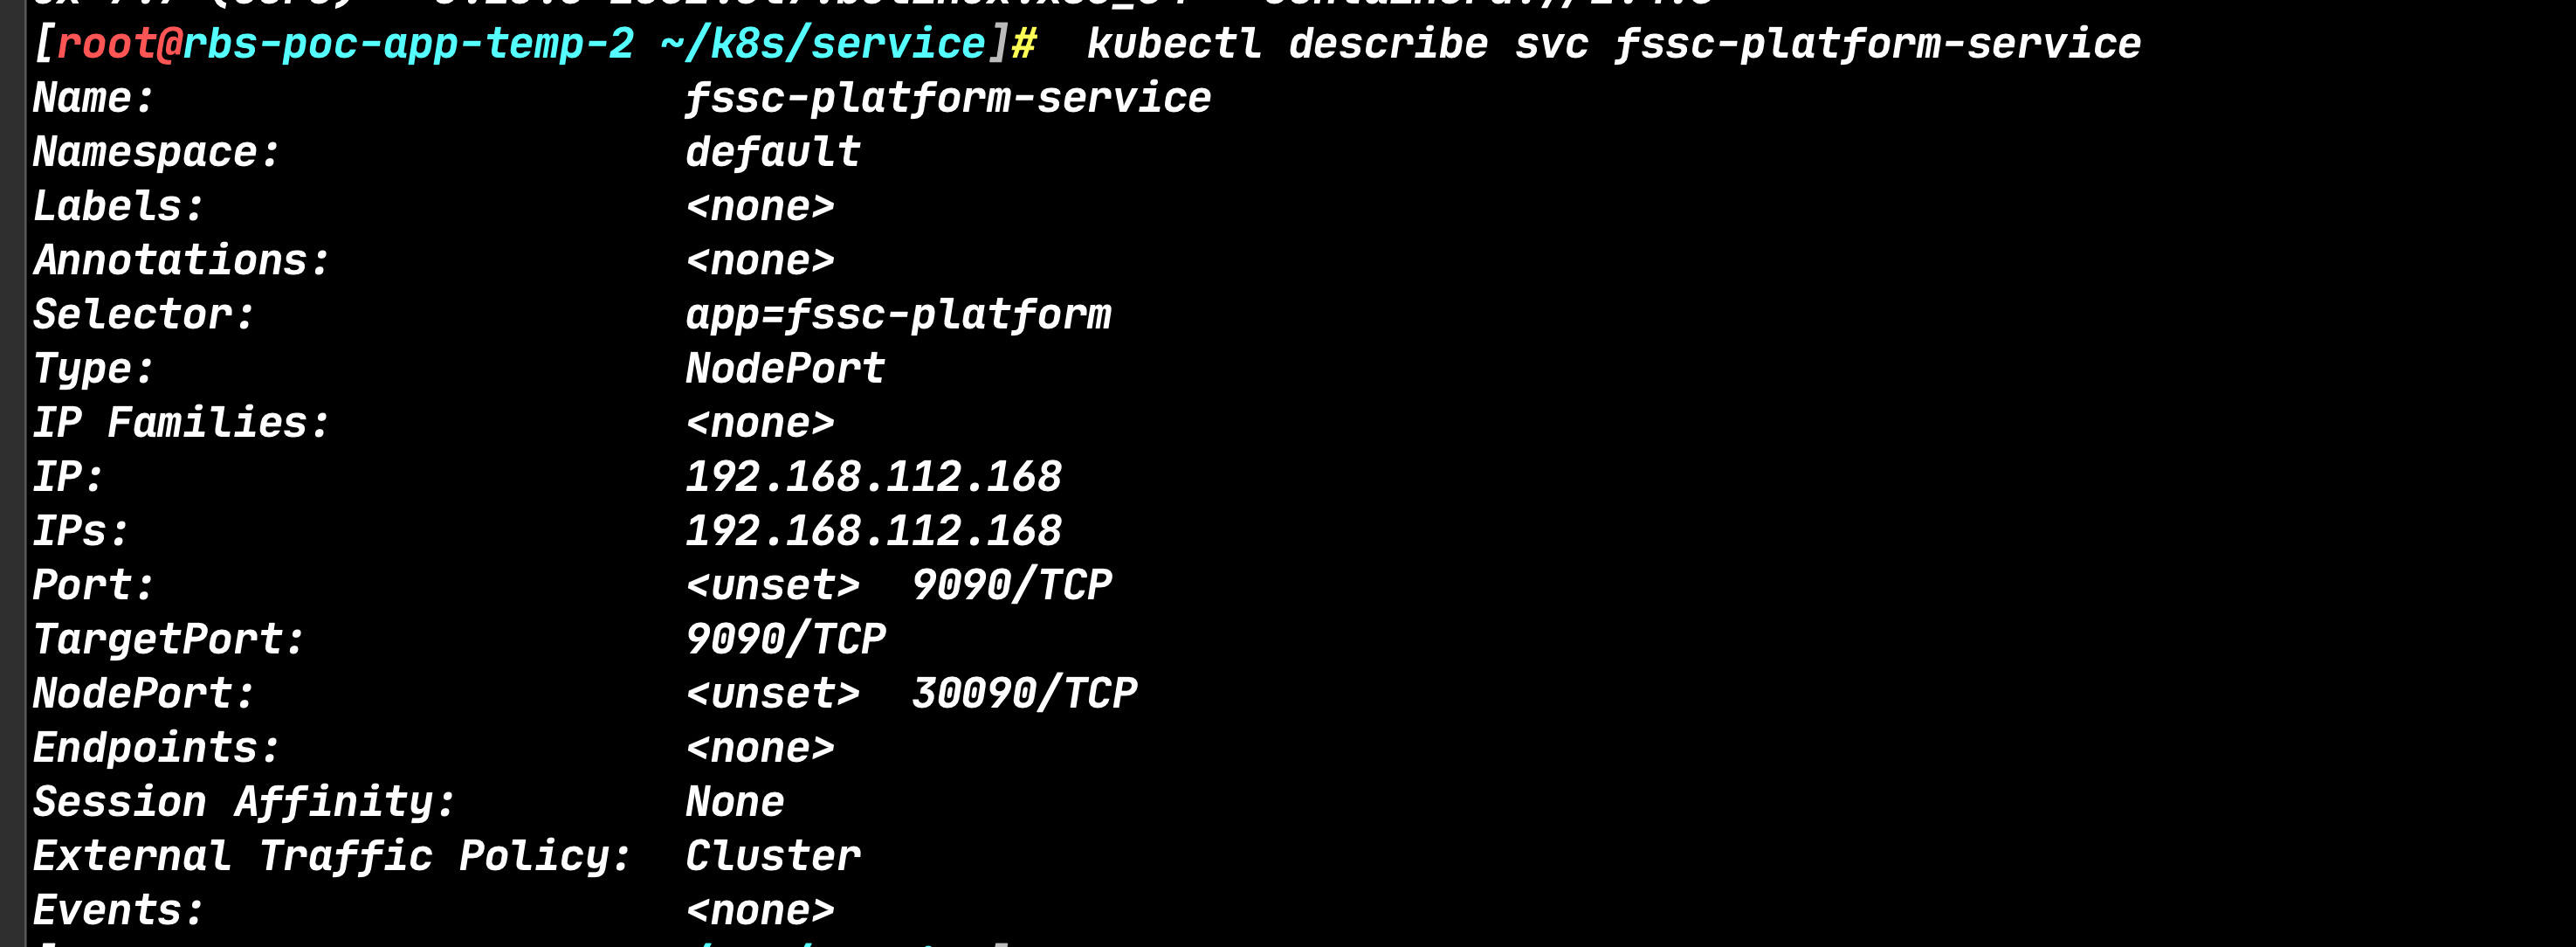 [root@rbs-poc-app-temp-2 ~/k8s/service]# kubectl describe svc fssc-platform-service
Name: fssc-platform-service
Namespace: default
Labels: <none>
Annotations: <none>
Selector: app=fssc-platform
Type: NodePort
IP Families: <none>
IP: 192.168.112.168
IPs: 192.168.112.168
Port: <unset> 9090/TCP
TargetPort: 9090/TCP
NodePort: <unset> 30090/TCP
Endpoints: <none>
Session Affinity: None
External Traffic Policy: Cluster
Events: <none>